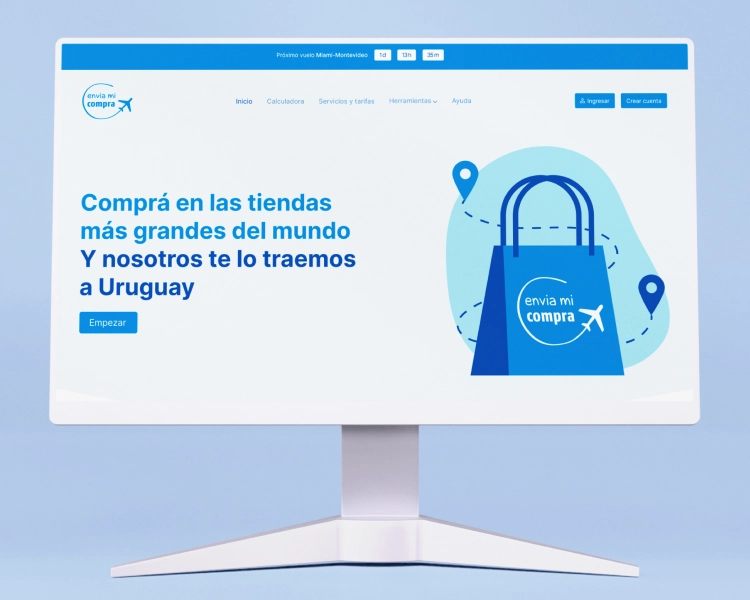 Próximo vuelo Miami-Montevideo 1d 13h 35m
envia mi
compra
Inicio Calculadora Servicios y tarifas Herramientas Ayuda
Ingresar Crear cuenta
Comprá en las tiendas
más grandes del mundo
Y nosotros te lo traemos
a Uruguay
Empezar
envia mi
compra